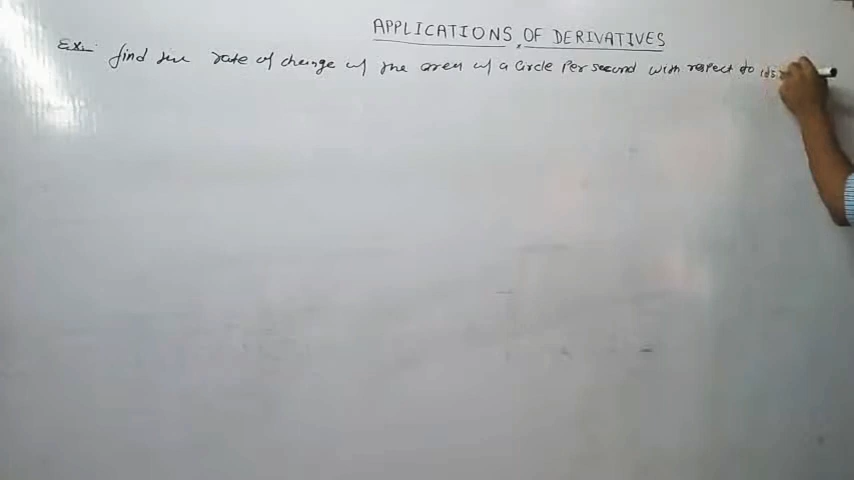 APPLICATIONS OF DERIVATIVES
Ex:- find the rate of change of the area of a Circle Per second with respect to its